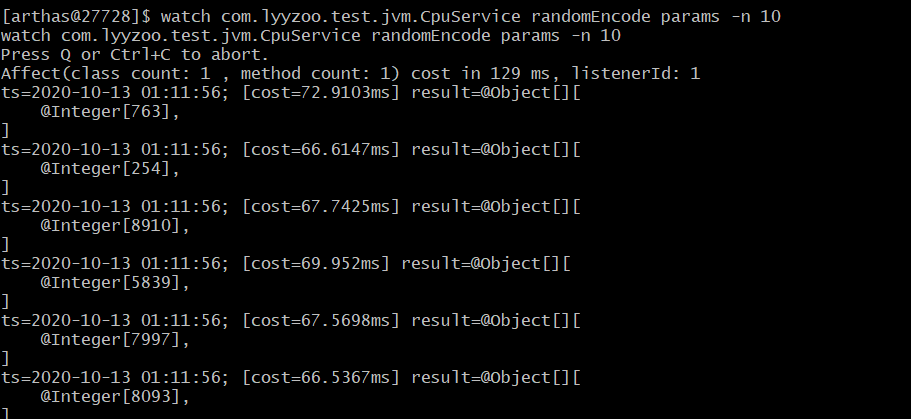 [arthas@27728]$ watch com.lyyzoo.test.jvm.CpuService randomEncode params -n 10
watch com.lyyzoo.test.jvm.CpuService randomEncode params -n 10
Press Q or Ctrl+C to abort.
Affect(class count: 1 , method count: 1) cost in 129 ms, listenerId: 1
ts=2020-10-13 01:11:56; [cost=72.9103ms] result=@Object[][
    @Integer[763],
]
ts=2020-10-13 01:11:56; [cost=66.6147ms] result=@Object[][
    @Integer[254],
]
ts=2020-10-13 01:11:56; [cost=67.7425ms] result=@Object[][
    @Integer[8910],
]
ts=2020-10-13 01:11:56; [cost=69.952ms] result=@Object[][
    @Integer[5839],
]
ts=2020-10-13 01:11:56; [cost=67.5698ms] result=@Object[][
    @Integer[7997],
]
ts=2020-10-13 01:11:56; [cost=66.5367ms] result=@Object[][
    @Integer[8093],
]